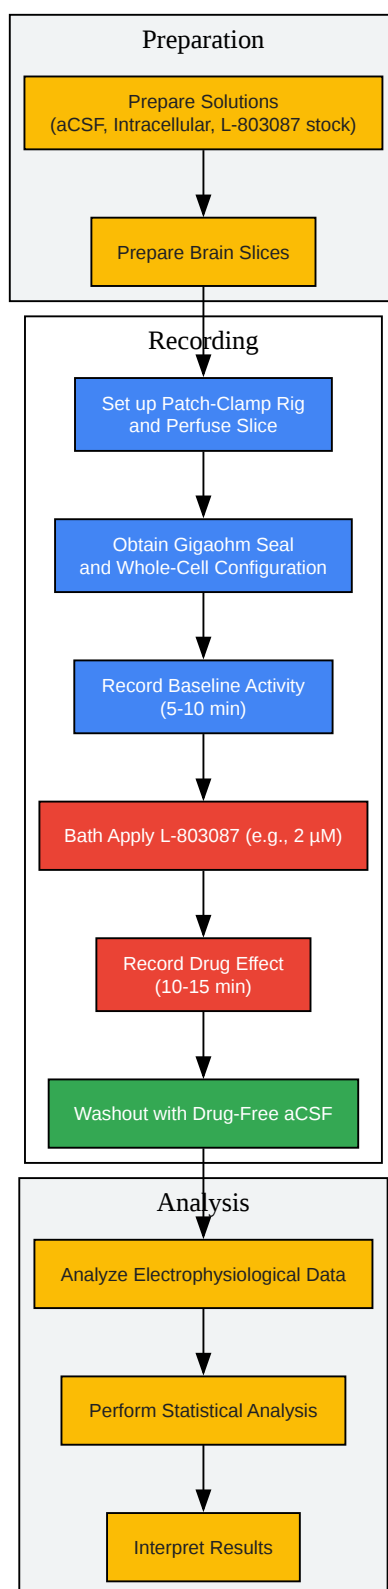 Preparation
Prepare Solutions
(aCSF, Intracellular, L-803087 stock)
Prepare Brain Slices
Recording
Set up Patch-Clamp Rig
and Perfuse Slice
Obtain Gigaohm Seal
and Whole-Cell Configuration
Record Baseline Activity
(5-10 min)
Bath Apply L-803087 (e.g., 2 µM)
Record Drug Effect
(10-15 min)
Washout with Drug-Free aCSF
Analysis
Analyze Electrophysiological Data
Perform Statistical Analysis
Interpret Results